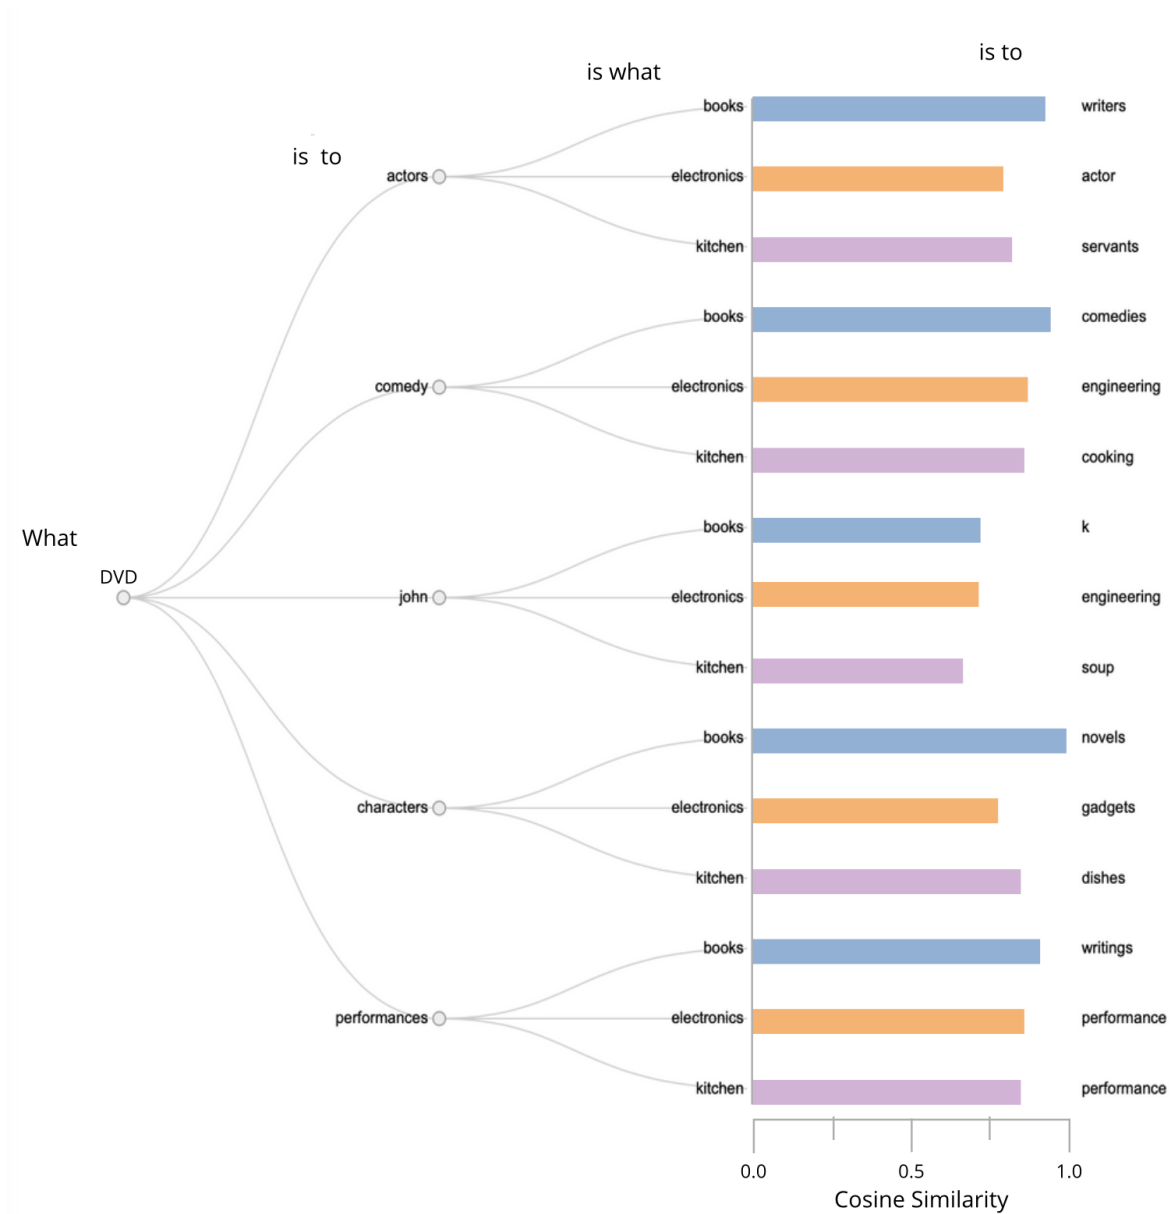 is to
is what
books writers
is to
actors electronics actor
kitchen servants
books comedies
comedy electronics engineering
kitchen cooking
What
books k
DVD
john electronics engineering
kitchen soup
books novels
characters electronics gadgets
kitchen dishes
books writings
performances electronics performance
kitchen performance
0.0 0.5 1.0
Cosine Similarity